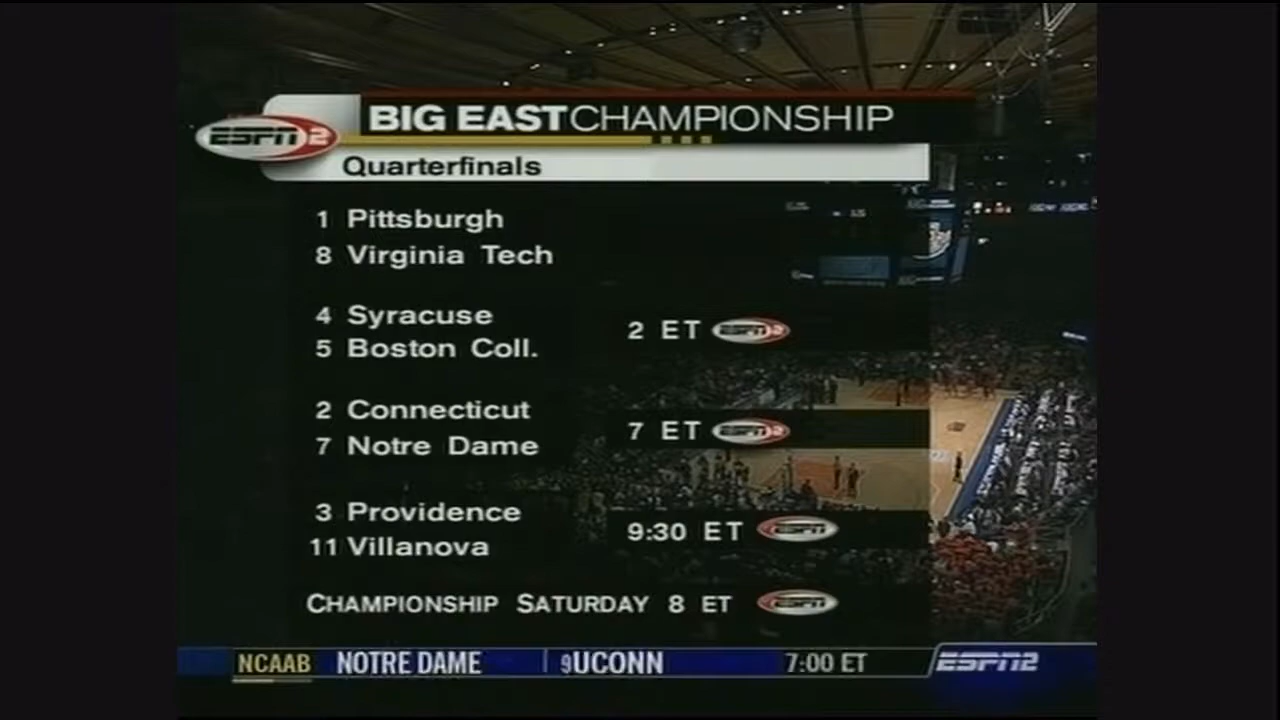 ESPN2
BIG EAST CHAMPIONSHIP
Quarterfinals
1 Pittsburgh
8 Virginia Tech
4 Syracuse
5 Boston Coll.
2 ET ESPN2
2 Connecticut
7 Notre Dame
7 ET ESPN2
3 Providence
11 Villanova
9:30 ET ESPN
CHAMPIONSHIP SATURDAY 8 ET ESPN
NCAAB NOTRE DAME 9UCONN 7:00 ET ESPN2